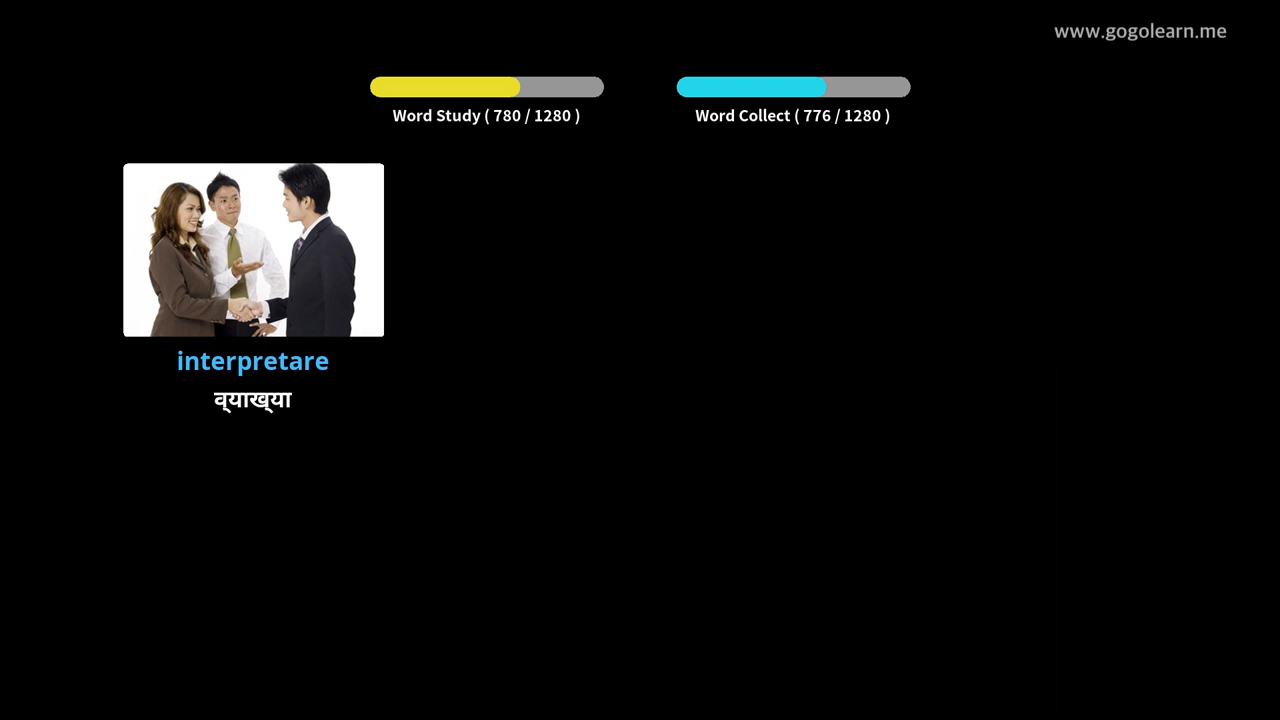 www.gogolearn.me
Word Study ( 780 / 1280 )
Word Collect ( 776 / 1280 )
interpretare
व्याख्या